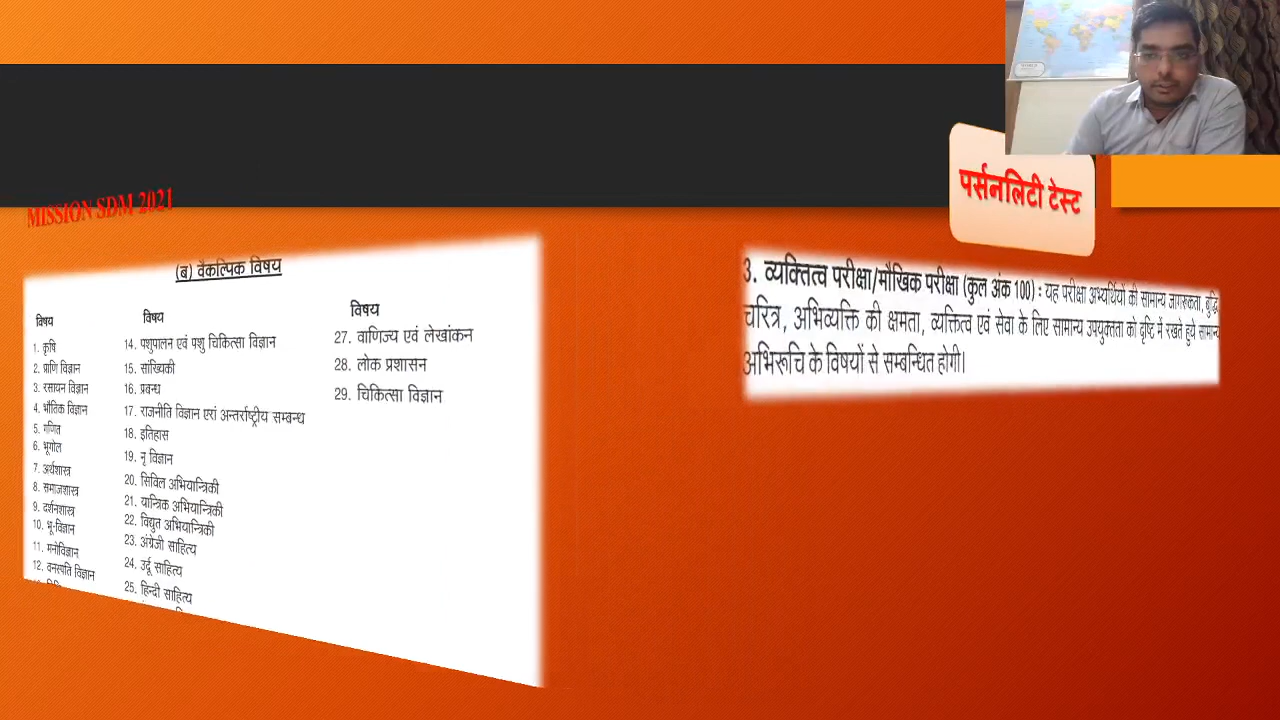 पर्सनलिटी टेस्ट
MISSION SDM 2021
(ब) वैकल्पिक विषय
विषय
1. कृषि
2. प्राणि विज्ञान
3. रसायन विज्ञान
4. भौतिक विज्ञान
5. गणित
6. भूगोल
7. अर्थशास्त्र
8. समाजशास्त्र
9. दर्शनशास्त्र
10. भू-विज्ञान
11. मनोविज्ञान
12. वनस्पति विज्ञान
विषय
14. पशुपालन एवं पशु चिकित्सा विज्ञान
15. सांख्यिकी
16. प्रबन्ध
17. राजनीति विज्ञान एवं अन्तर्राष्ट्रीय सम्बन्ध
18. इतिहास
19. नृ विज्ञान
20. सिविल अभियान्त्रिकी
21. यान्त्रिक अभियान्त्रिकी
22. विद्युत अभियान्त्रिकी
23. अंग्रेजी साहित्य
24. उर्दू साहित्य
25. हिन्दी साहित्य
विषय
27. वाणिज्य एवं लेखांकन
28. लोक प्रशासन
29. चिकित्सा विज्ञान
3. व्यक्तित्व परीक्षा/मौखिक परीक्षा (कुल अंक 100) : यह परीक्षा अभ्यर्थियों की सामान्य जागरुकता, बुद्धि
चरित्र, अभिव्यक्ति की क्षमता, व्यक्तित्व एवं सेवा के लिए सामान्य उपयुक्तता को दृष्टि में रखते हुये सामान्य
अभिरूचि के विषयों से सम्बन्धित होगी।